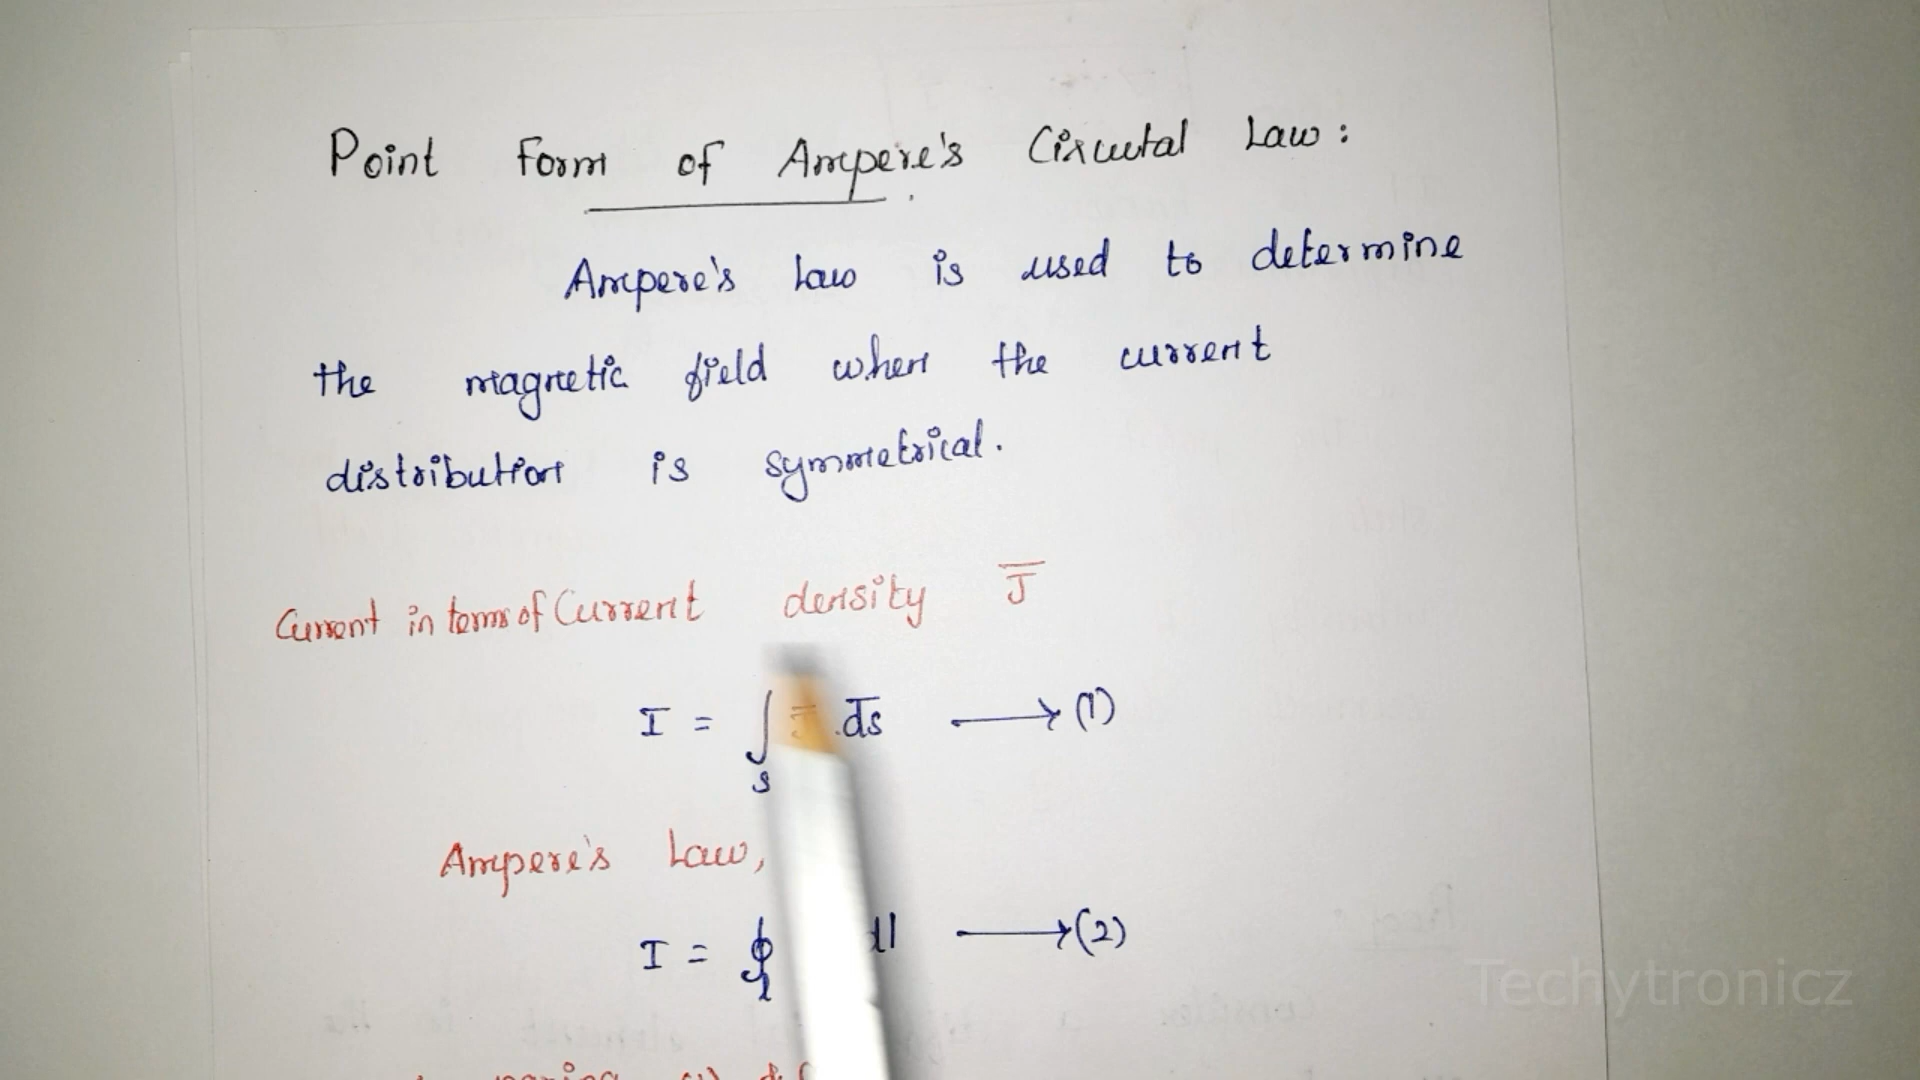 Point Form of Ampere's Circutal Law :
Ampere's Law is used to determine
the magnetic field when the current
distribution is symmetrical.
Current in terms of Current density J̅
I = ∫ₛ J̅ . d̅s̅ ⟶ (1)
Ampere's Law,
I = ∮ₗ dl ⟶ (2)
Techytronicz